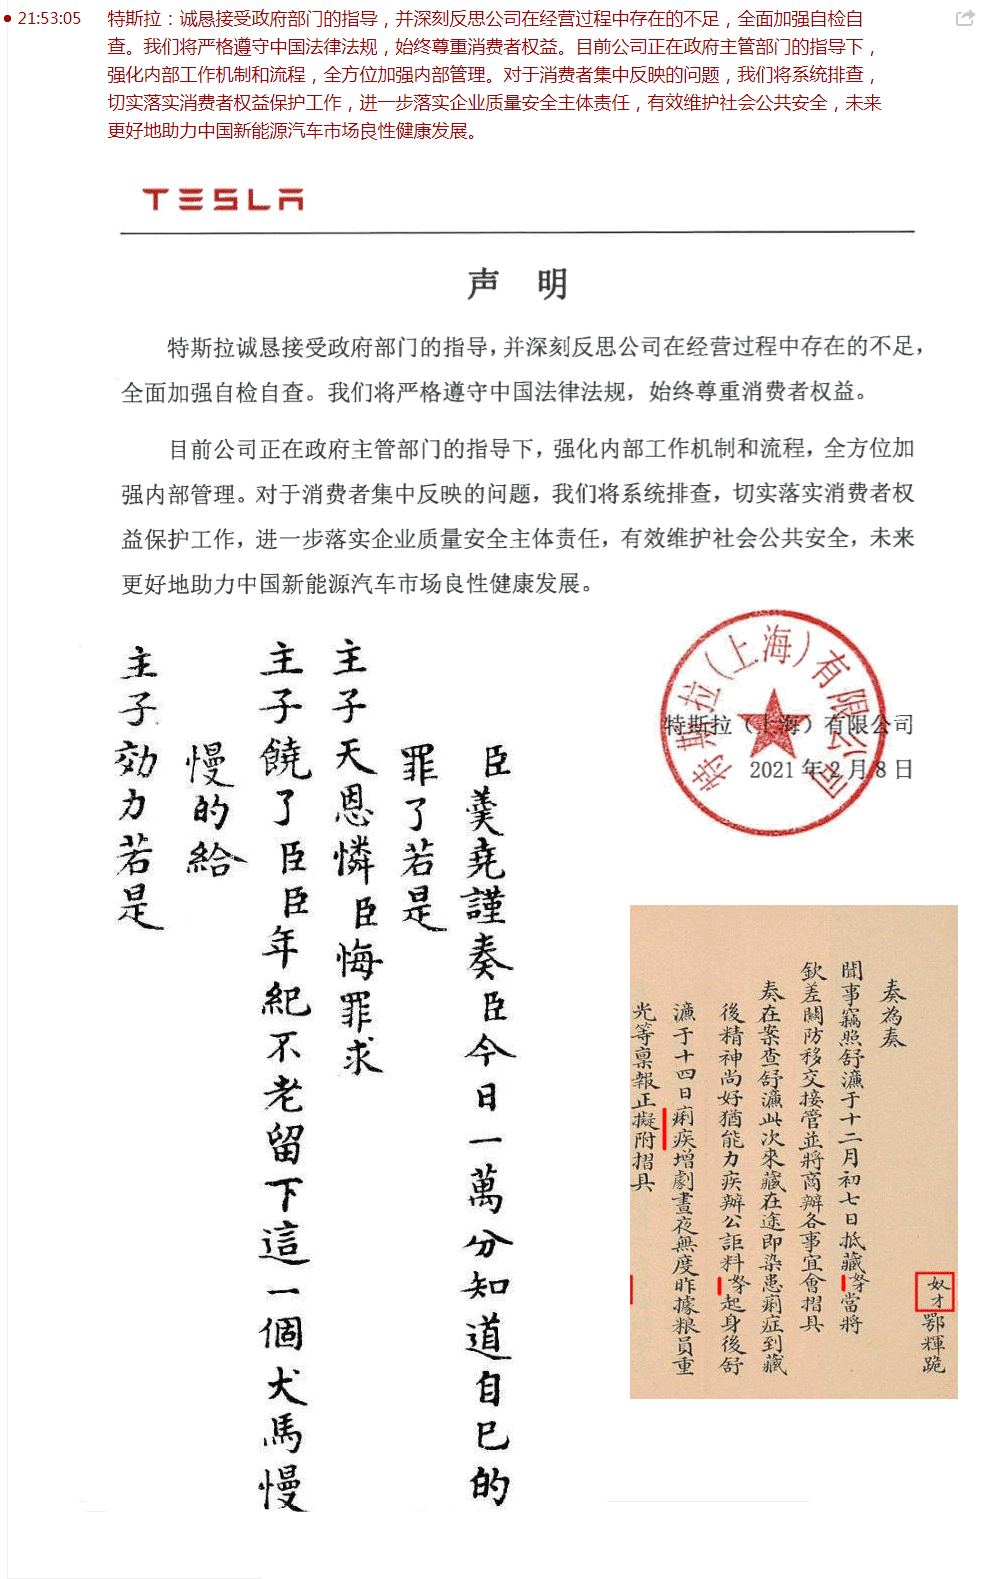 21:53:05
特斯拉：诚恳接受政府部门的指导，并深刻反思公司在经营过程中存在的不足，全面加强自检自
查。我们将严格遵守中国法律法规，始终尊重消费者权益。目前公司正在政府主管部门的指导下，
强化内部工作机制和流程，全方位加强内部管理。对于消费者集中反映的问题，我们将系统排查，
切实落实消费者权益保护工作，进一步落实企业质量安全主体责任，有效维护社会公共安全，未来
更好地助力中国新能源汽车市场良性健康发展。
TESLA
声 明
特斯拉诚恳接受政府部门的指导，并深刻反思公司在经营过程中存在的不足，
全面加强自检自查。我们将严格遵守中国法律法规，始终尊重消费者权益。
目前公司正在政府主管部门的指导下，强化内部工作机制和流程，全方位加
强内部管理。对于消费者集中反映的问题，我们将系统排查，切实落实消费者权
益保护工作，进一步落实企业质量安全主体责任，有效维护社会公共安全，未来
更好地助力中国新能源汽车市场良性健康发展。
特斯拉（上海）有限公司
特斯拉（上海）有限公司
2021年2月8日
臣羹尧謹奏臣今日一萬分知道自已的
罪了若是
主子天恩憐臣悔罪求
主子饒了臣臣年紀不老留下這一個犬馬慢
慢的給
主子効力若是
奴才鄂輝跪
奏為奏
聞事竊照舒濂于十二月初七日抵藏奴才當將
欽差關防移交接管並將商辦各事宜會摺具
奏在案查舒濂此次來藏在途即染患痢症到藏
後精神尚好猶能力疾辦公詎料奴才起身後舒
濂于十四日痢疾增劇晝夜無度昨據粮員重
光等稟報正擬附摺具